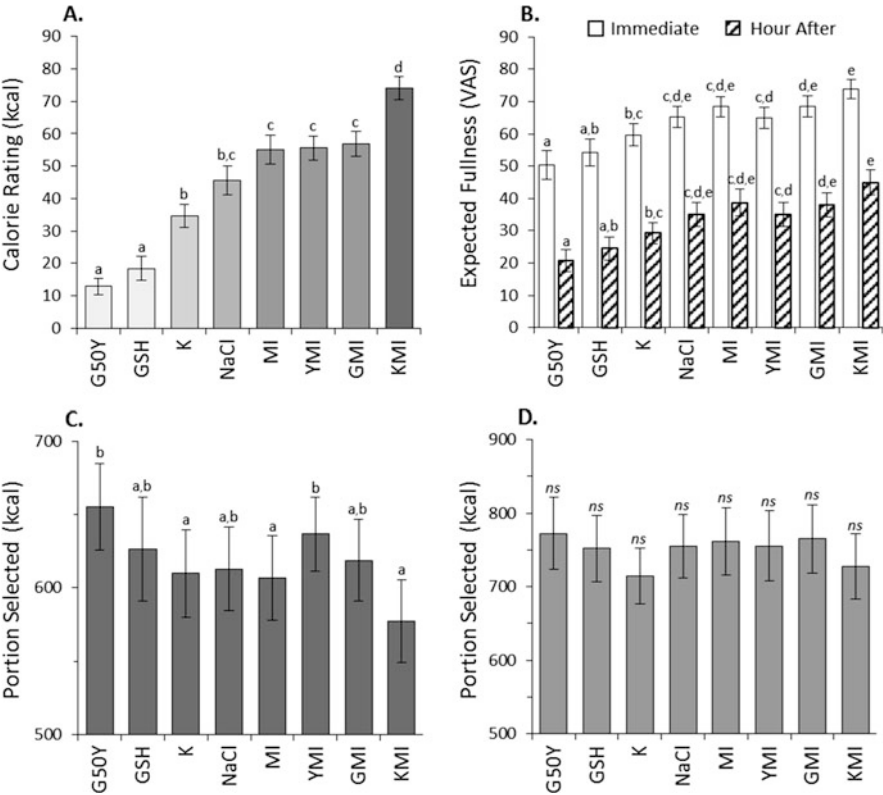 A.
Calorie Rating (kcal)
90
80
70
60
50
40
30
20
10
0
a
a
b
b,c
c
c
c
d
G50Y
GSH
K
NaCl
MI
YMI
GMI
KMI
B.
Immediate
Hour After
Expected Fullness (VAS)
90
80
70
60
50
40
30
20
10
0
a
a,b
b,c
c,d,e
c,d,e
c,d
d,e
e
a
a,b
b,c
c,d,e
c,d,e
c,d
d,e
e
G50Y
GSH
K
NaCl
MI
YMI
GMI
KMI
C.
Portion Selected (kcal)
700
600
500
b
a,b
a
a,b
a
b
a,b
a
G50Y
GSH
K
NaCl
MI
YMI
GMI
KMI
D.
Portion Selected (kcal)
900
800
700
600
500
ns
ns
ns
ns
ns
ns
ns
ns
G50Y
GSH
K
NaCl
MI
YMI
GMI
KMI